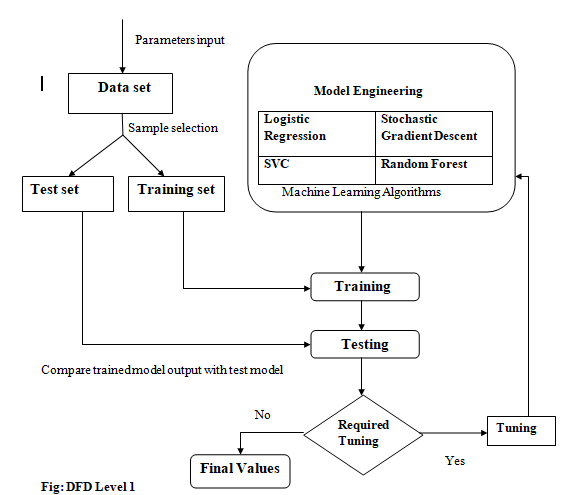 Parameters input
Data set
Sample selection
Test set
Training set
Model Engineering
Logistic
Regression
Stochastic
Gradient Descent
SVC
Random Forest
Machine Learning Algorithms
Training
Testing
Compare trained model output with test model
Required
Tuning
No
Yes
Tuning
Final Values
Fig: DFD Level 1